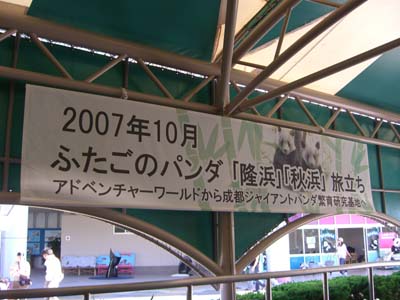 2007年10月
ふたごのパンダ「隆浜」「秋浜」旅立ち
アドベンチャーワールドから成都ジャイアントパンダ繁育研究基地へ